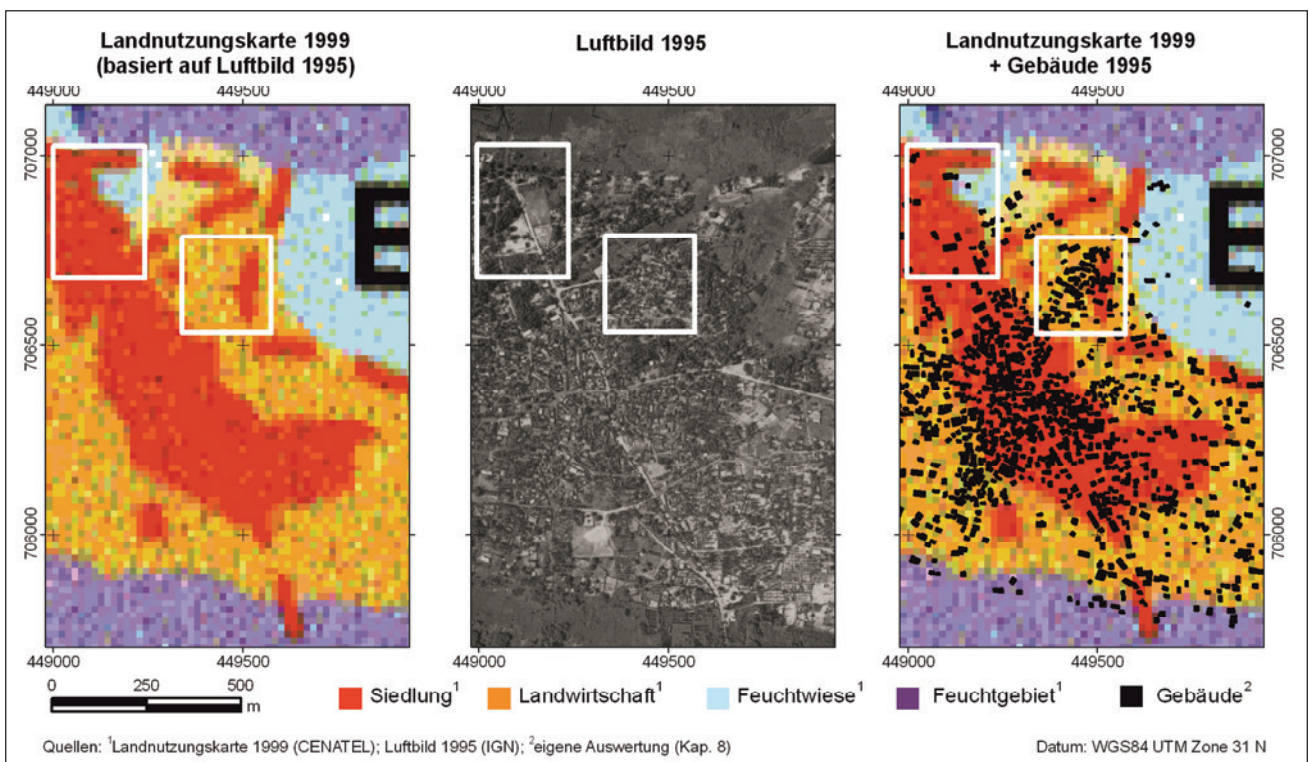 Landnutzungskarte 1999
(basiert auf Luftbild 1995)
Luftbild 1995
Landnutzungskarte 1999
+ Gebäude 1995
449000 449500
449000 449500
449000 449500
707000
706500
706000
E
E
707000
706500
706000
449000 449500
449000 449500
449000 449500
0 250 500
m
Siedlung¹ Landwirtschaft¹ Feuchtwiese¹ Feuchtgebiet¹ Gebäude²
Quellen: ¹Landnutzungskarte 1999 (CENATEL); Luftbild 1995 (IGN); ²eigene Auswertung (Kap. 8) Datum: WGS84 UTM Zone 31 N